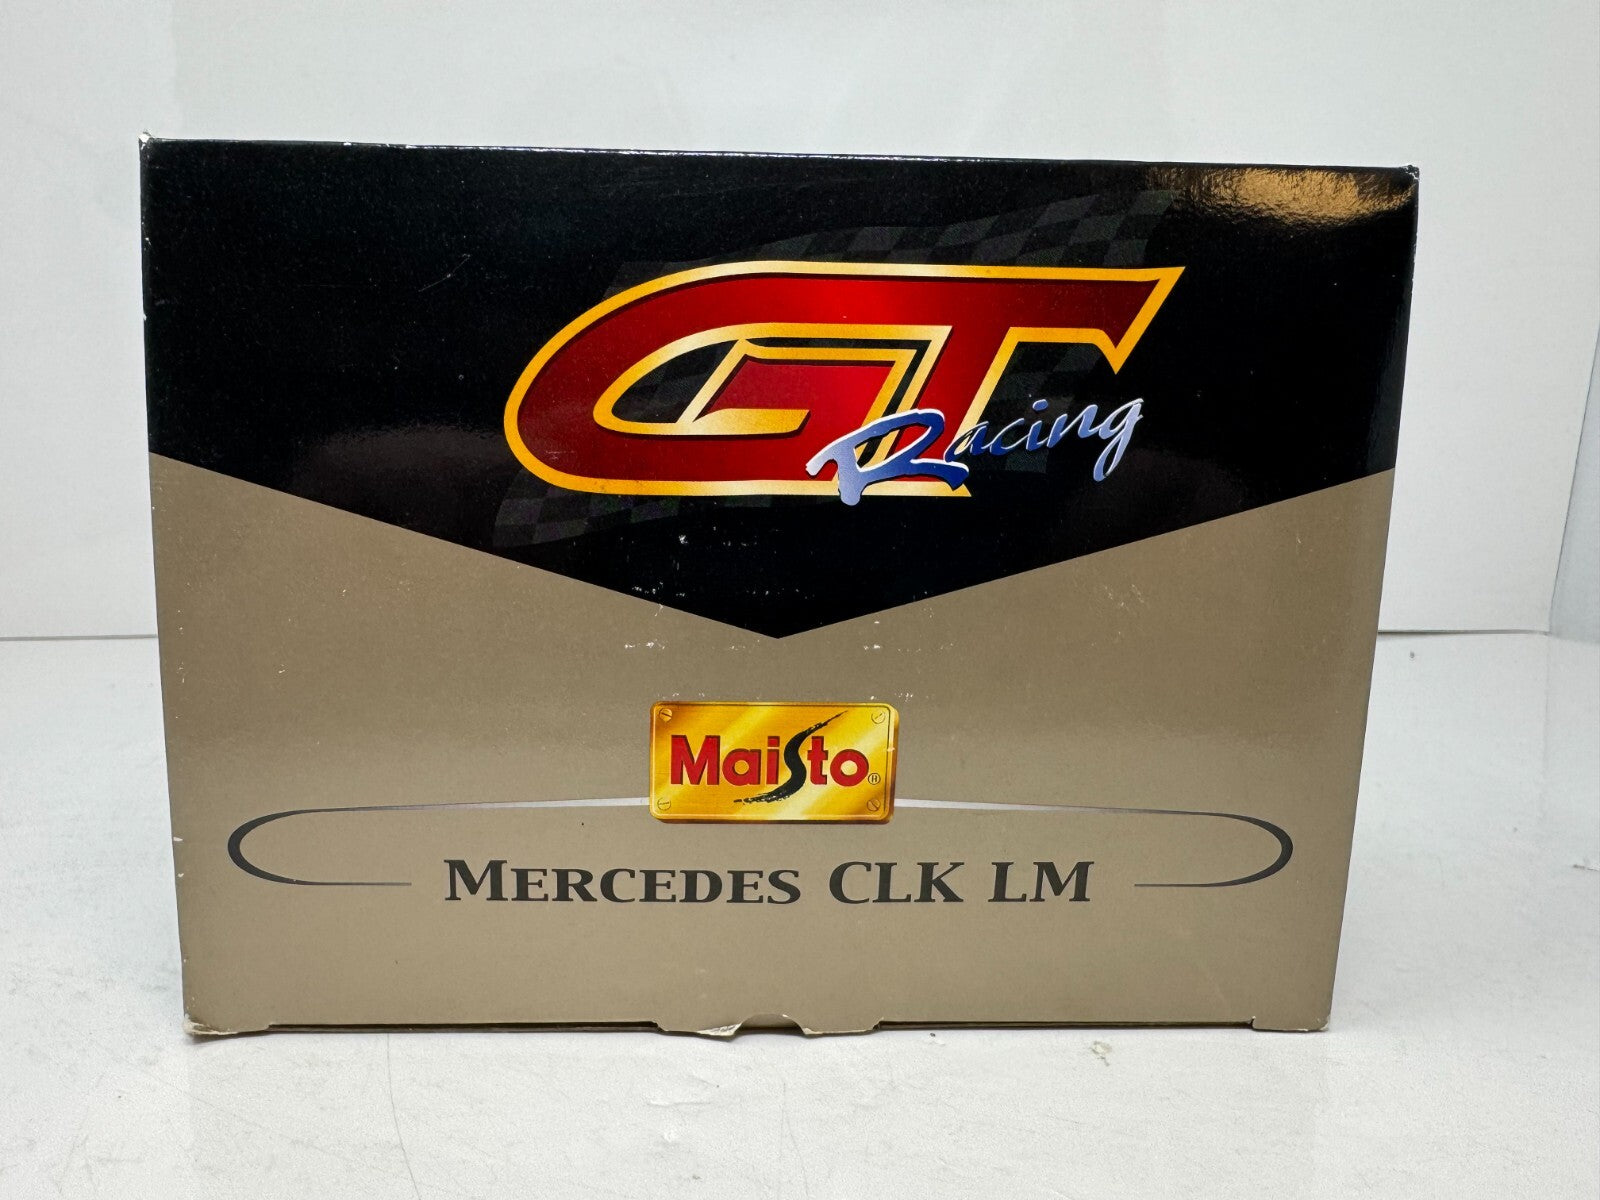 GT
Racing
Maisto®
MERCEDES CLK LM